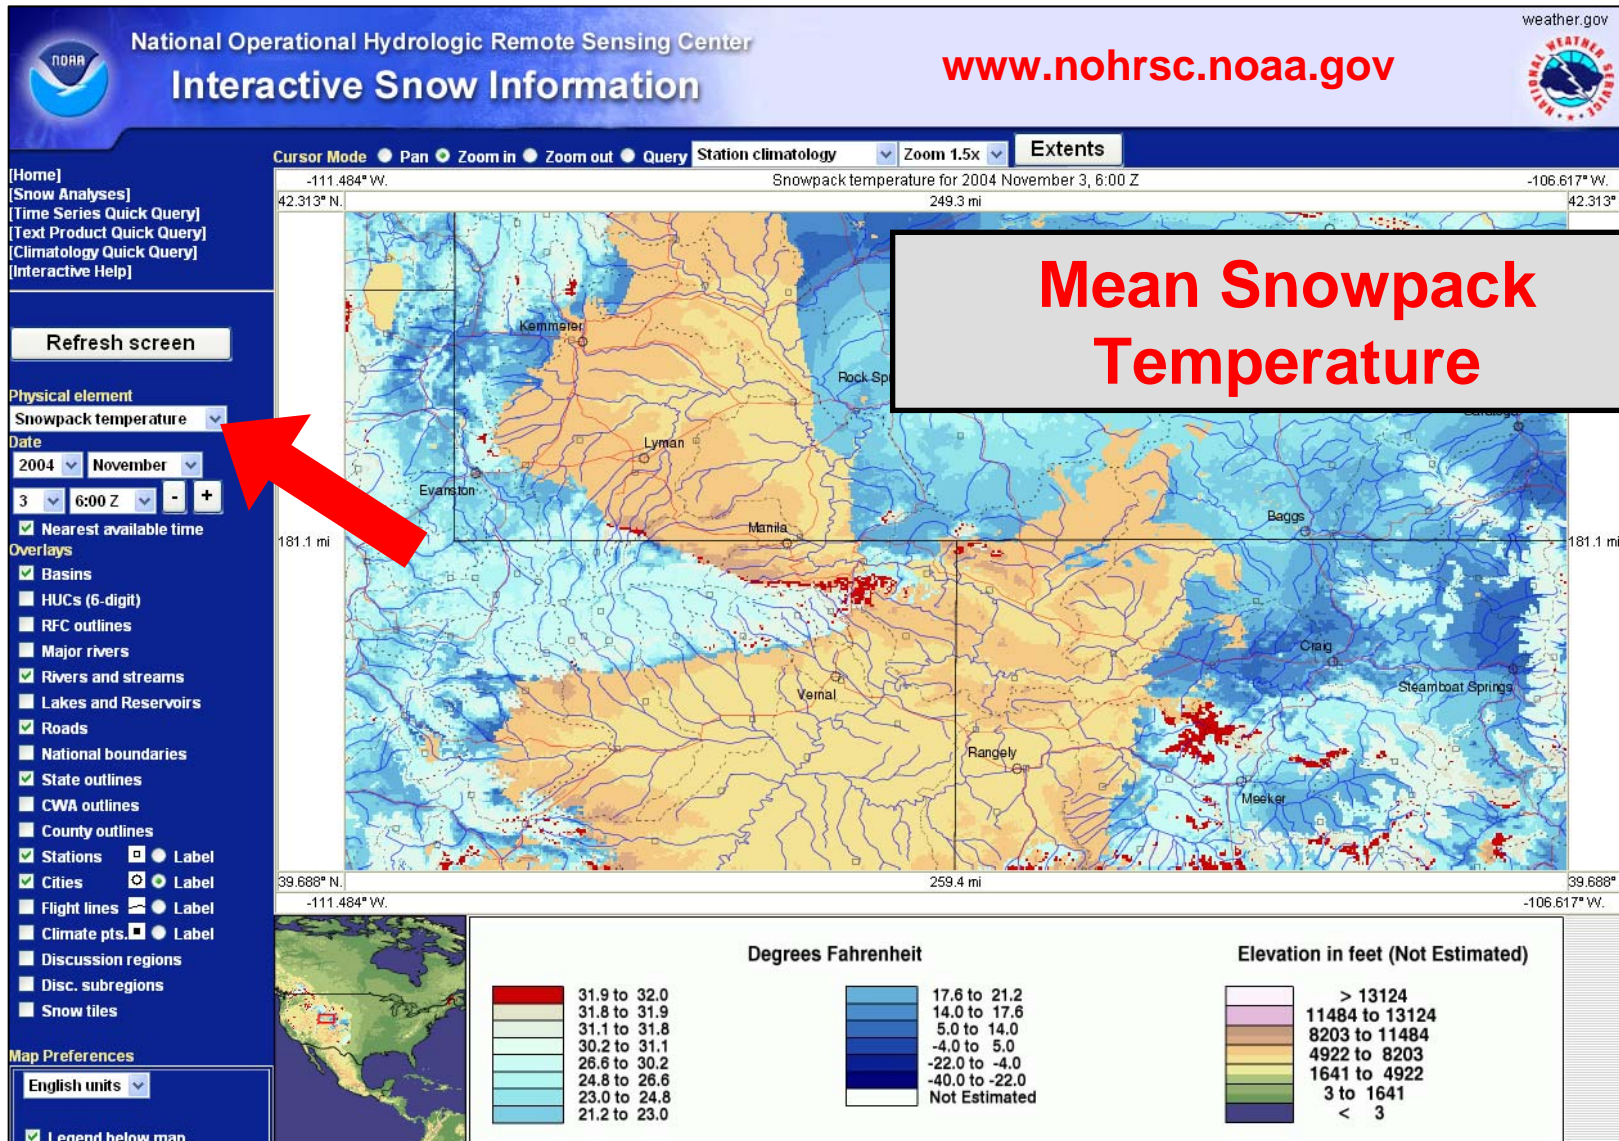 weather.gov
NOAA
National Operational Hydrologic Remote Sensing Center
Interactive Snow Information
www.nohrsc.noaa.gov
NATIONAL WEATHER SERVICE
Cursor Mode Pan Zoom in Zoom out Query Station climatology Zoom 1.5x Extents
[Home]
[Snow Analyses]
[Time Series Quick Query]
[Text Product Quick Query]
[Climatology Quick Query]
[Interactive Help]
Refresh screen
Physical element
Snowpack temperature
Date
2004 November
3 6:00 Z - +
Nearest available time
Overlays
Basins
HUCs (6-digit)
RFC outlines
Major rivers
Rivers and streams
Lakes and Reservoirs
Roads
National boundaries
State outlines
CWA outlines
County outlines
Stations Label
Cities Label
Flight lines Label
Climate pts. Label
Discussion regions
Disc. subregions
Snow tiles
Map Preferences
English units
Legend below map
-111.484° W. Snowpack temperature for 2004 November 3, 6:00 Z -106.617° W.
42.313° N. 249.3 mi 42.313°
Mean Snowpack
Temperature
Kemmerer
Rock Sp
Lyman
Evanston
Manila
Baggs
181.1 mi 181.1 mi
Craig
Steamboat Springs
Vernal
Rangely
Meeker
39.688° N. 259.4 mi 39.688°
-111.484° W. -106.617° W.
Degrees Fahrenheit
31.9 to 32.0
31.8 to 31.9
31.1 to 31.8
30.2 to 31.1
26.6 to 30.2
24.8 to 26.6
23.0 to 24.8
21.2 to 23.0
17.6 to 21.2
14.0 to 17.6
5.0 to 14.0
-4.0 to 5.0
-22.0 to -4.0
-40.0 to -22.0
Not Estimated
Elevation in feet (Not Estimated)
> 13124
11484 to 13124
8203 to 11484
4922 to 8203
1641 to 4922
3 to 1641
< 3